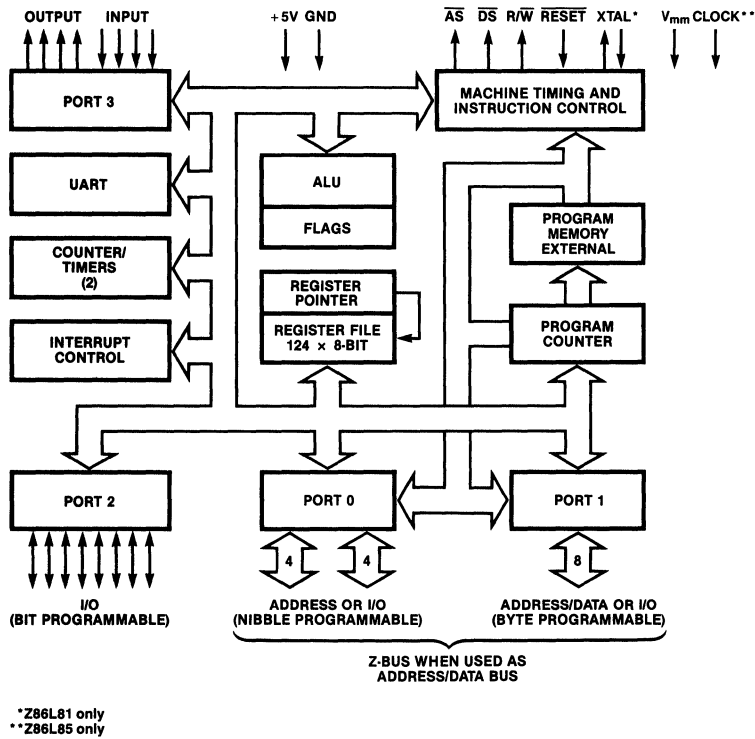 OUTPUT INPUT +5V GND AS DS R/W RESET XTAL* Vmm CLOCK**
PORT 3
MACHINE TIMING AND
INSTRUCTION CONTROL
UART
ALU
FLAGS
PROGRAM
MEMORY
EXTERNAL
COUNTER/
TIMERS
(2)
REGISTER
POINTER
REGISTER FILE
124 × 8-BIT
PROGRAM
COUNTER
INTERRUPT
CONTROL
PORT 2
PORT 0
PORT 1
4
4
8
I/O
(BIT PROGRAMMABLE)
ADDRESS OR I/O
(NIBBLE PROGRAMMABLE)
ADDRESS/DATA OR I/O
(BYTE PROGRAMMABLE)
Z-BUS WHEN USED AS
ADDRESS/DATA BUS
*Z86L81 only
**Z86L85 only